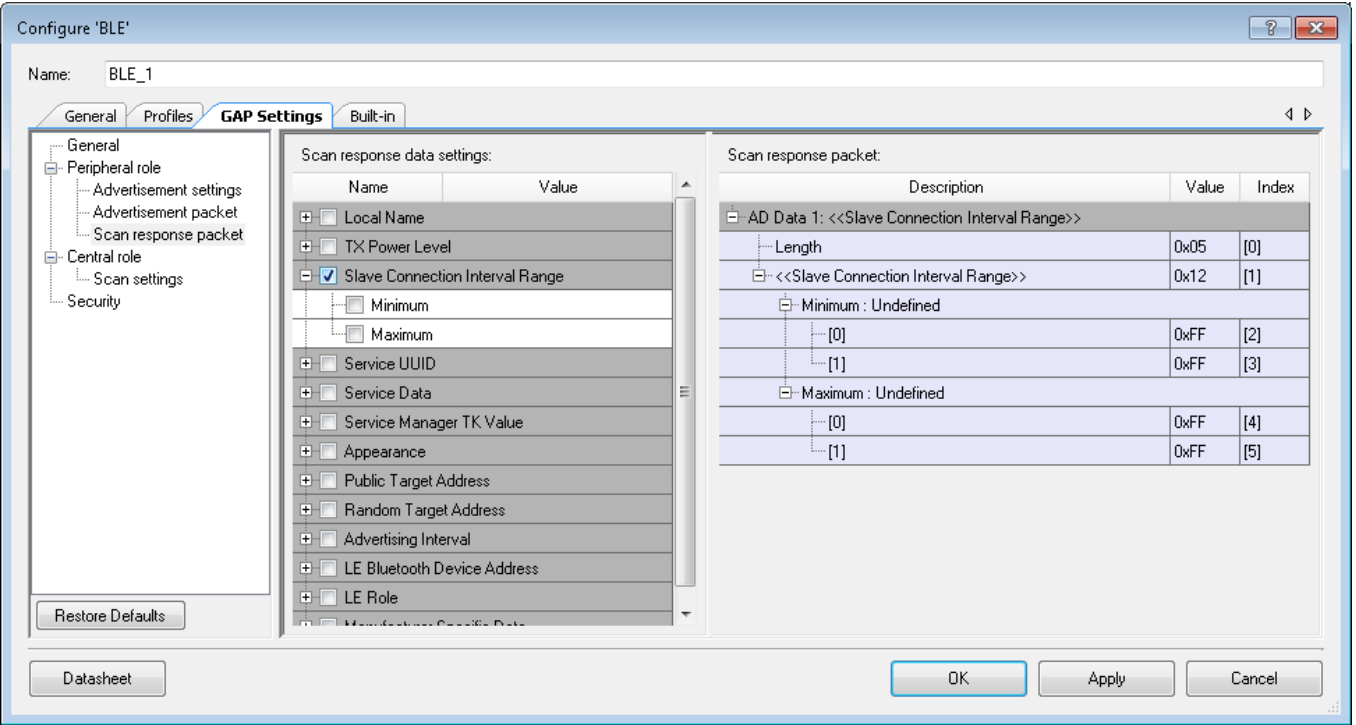 Configure 'BLE'
Name: BLE_1
General Profiles GAP Settings Built-in
General
Peripheral role
Advertisement settings
Advertisement packet
Scan response packet
Central role
Scan settings
Security
Restore Defaults
Scan response data settings:
Name Value
Local Name
TX Power Level
Slave Connection Interval Range
Minimum
Maximum
Service UUID
Service Data
Service Manager TK Value
Appearance
Public Target Address
Random Target Address
Advertising Interval
LE Bluetooth Device Address
LE Role
Manufacturer Specific Data
Scan response packet:
Description Value Index
AD Data 1: <<Slave Connection Interval Range>>
Length 0x05 [0]
<<Slave Connection Interval Range>> 0x12 [1]
Minimum : Undefined
[0] 0xFF [2]
[1] 0xFF [3]
Maximum : Undefined
[0] 0xFF [4]
[1] 0xFF [5]
Datasheet OK Apply Cancel